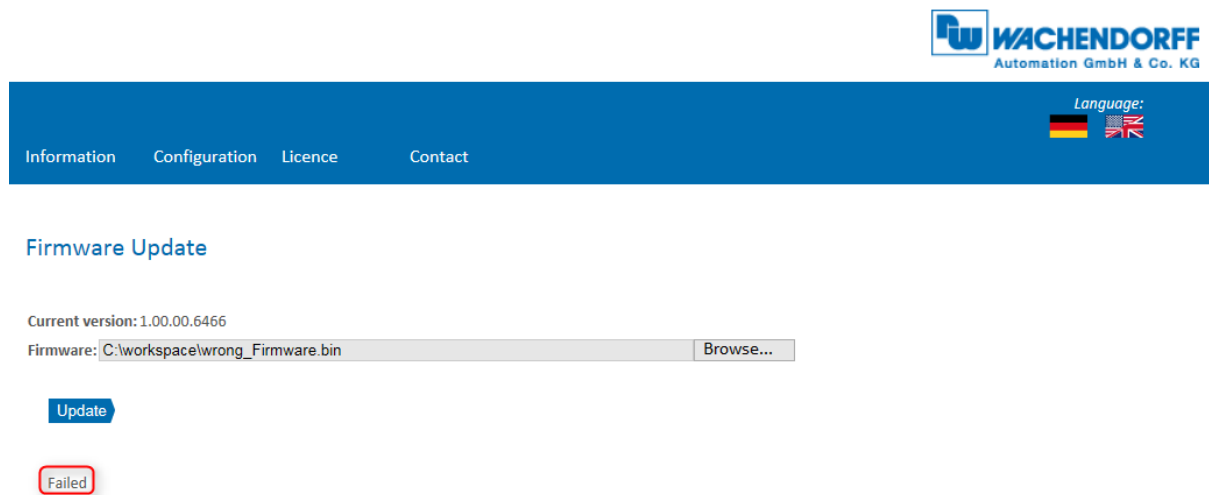 WACHENDORFF
Automation GmbH & Co. KG
Language:
Information Configuration Licence Contact
Firmware Update
Current version: 1.00.00.6466
Firmware: C:\workspace\wrong_Firmware.bin Browse...
Update
Failed